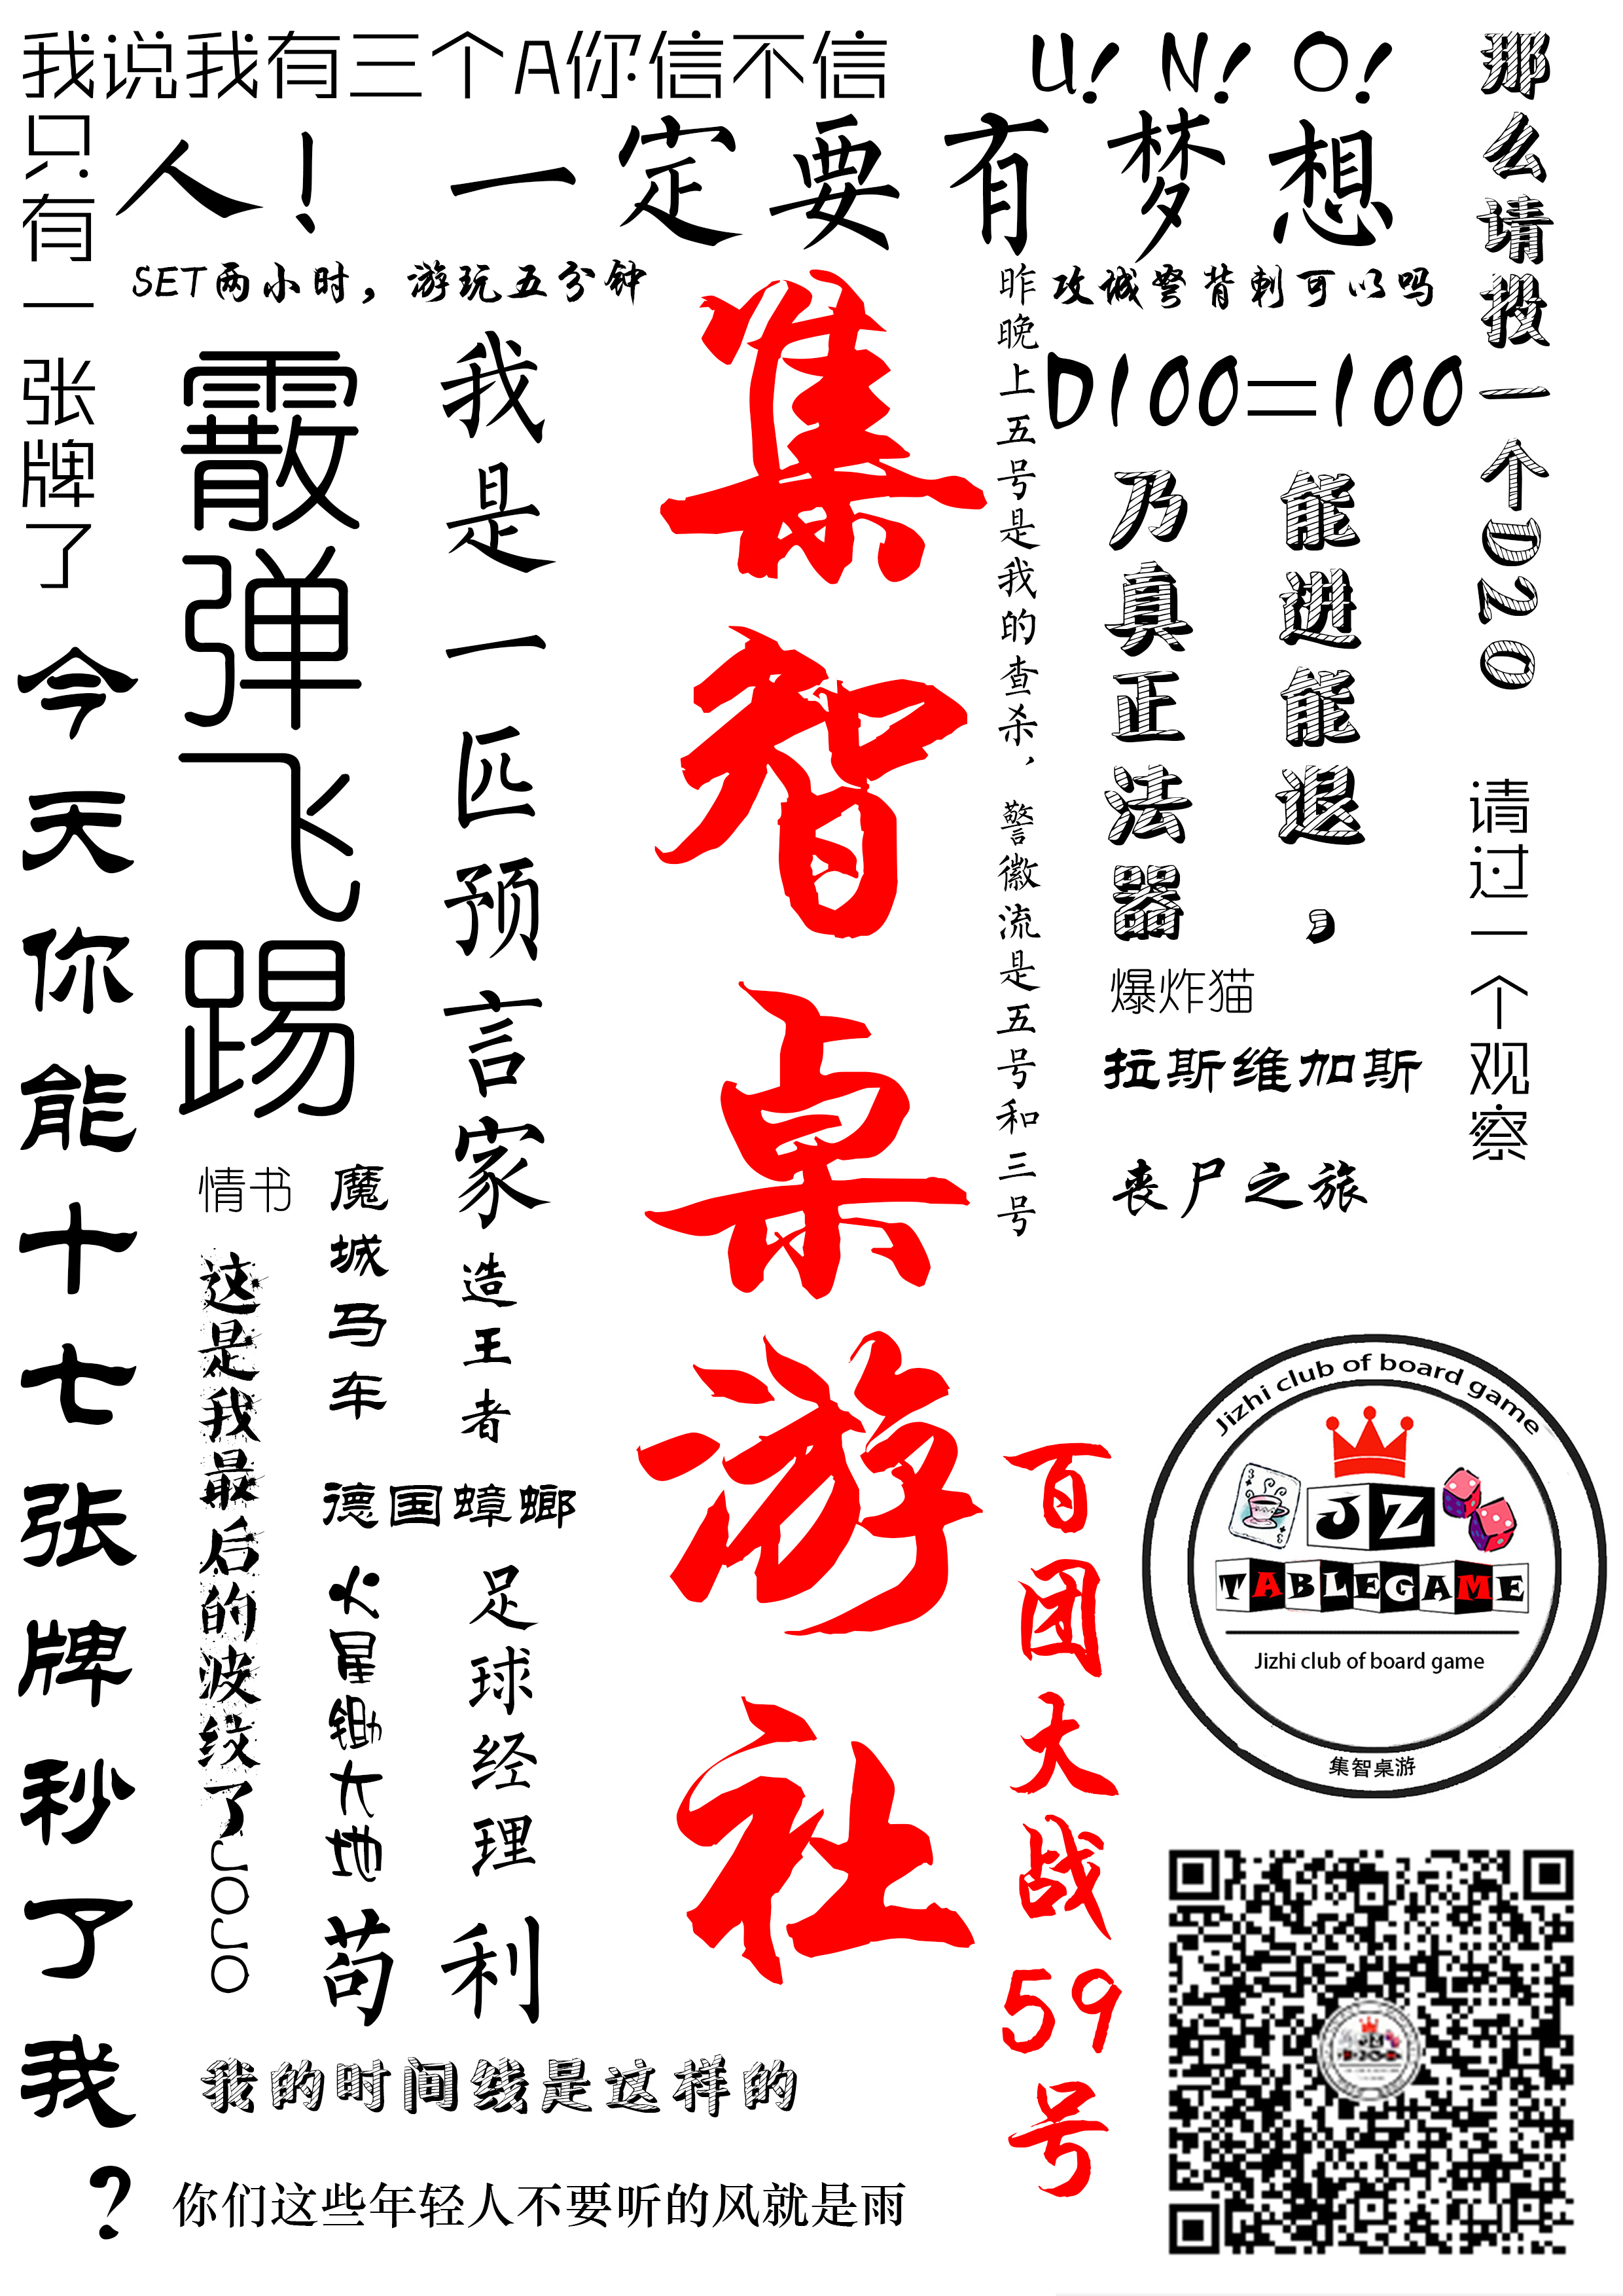 我说我有三个A你信不信
U! N! O!
那么请投一个D20
只有一张牌了
人！一定要有梦想
SET两小时，游玩五分钟
昨晚上五号是我的查杀，警徽流是五号和三号
攻诚警背刺可以吗
霰弹飞踢
我是一匹预言家
集智桌游社
D100=100
能进能退，
乃真正法器
今天你能十七张牌秒了我？
请过一个观察
爆炸猫
拉斯维加斯
丧尸之旅
情书
魔城马车
造王者
这是我最后的波纹了JOJO
德国蟑螂
火星锄大地
足球经理
苟
利
百团大战59号
Jizhi club of board game
3
JZ
TABLEGAME
Jizhi club of board game
集智桌游
我的时间线是这样的
你们这些年轻人不要听的风就是雨